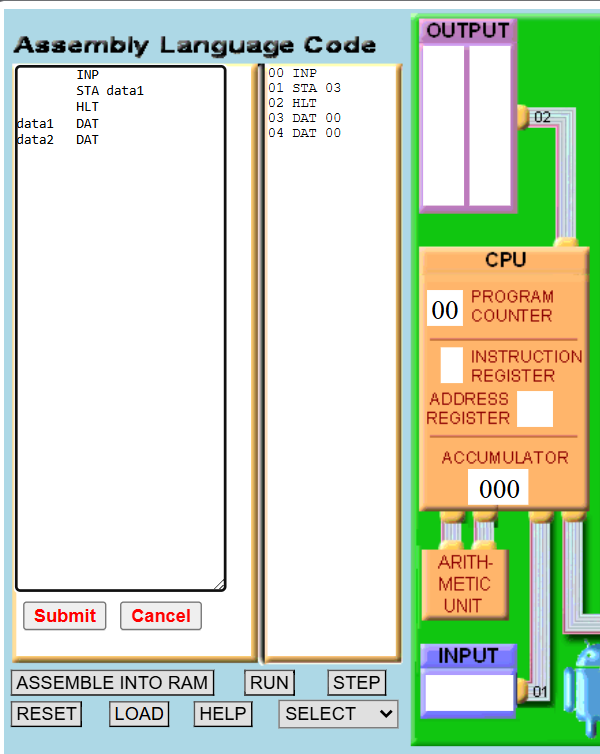 Assembly Language Code
INP
STA data1
HLT
data1 DAT
data2 DAT
Submit Cancel
00 INP
01 STA 03
02 HLT
03 DAT 00
04 DAT 00
ASSEMBLE INTO RAM RUN STEP
RESET LOAD HELP SELECT
OUTPUT
02
CPU
00 PROGRAM
COUNTER
INSTRUCTION
REGISTER
ADDRESS
REGISTER
ACCUMULATOR
000
ARITH-
METIC
UNIT
INPUT
01